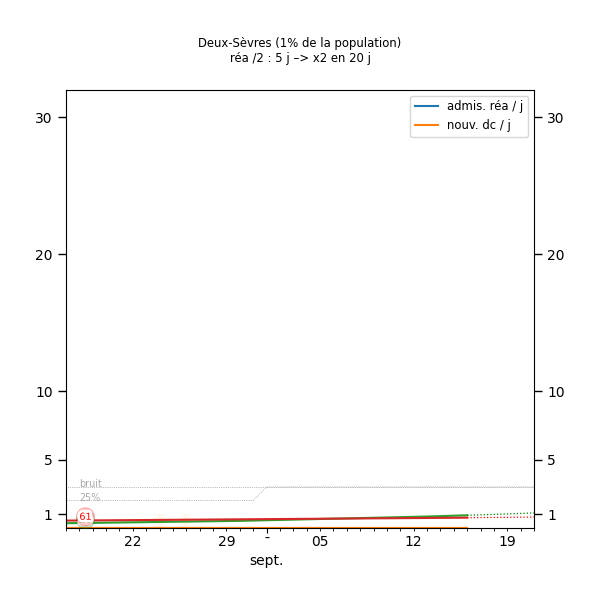 Deux-Sèvres (1% de la population)
réa /2 : 5 j –> x2 en 20 j
admis. réa / j
nouv. dc / j
30 30
20 20
10 10
5 5
bruit
25%
61
1 1
22 29 - 05 12 19
sept.